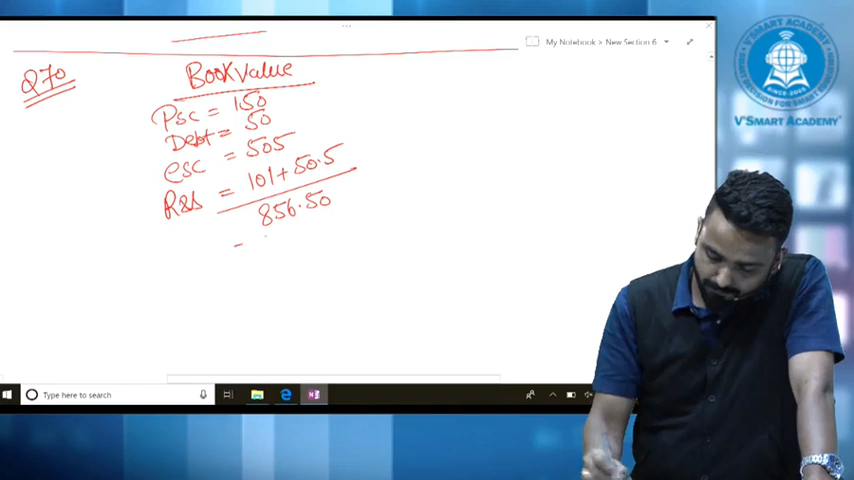 My Notebook > New Section 6
V'SMART ACADEMY
SINCE-2005
V'SMART ACADEMY®
Q70
Book Value
PSC = 150
Debt = 50
esc = 505
R&S = 101+50.5
856.50
-
Type here to search